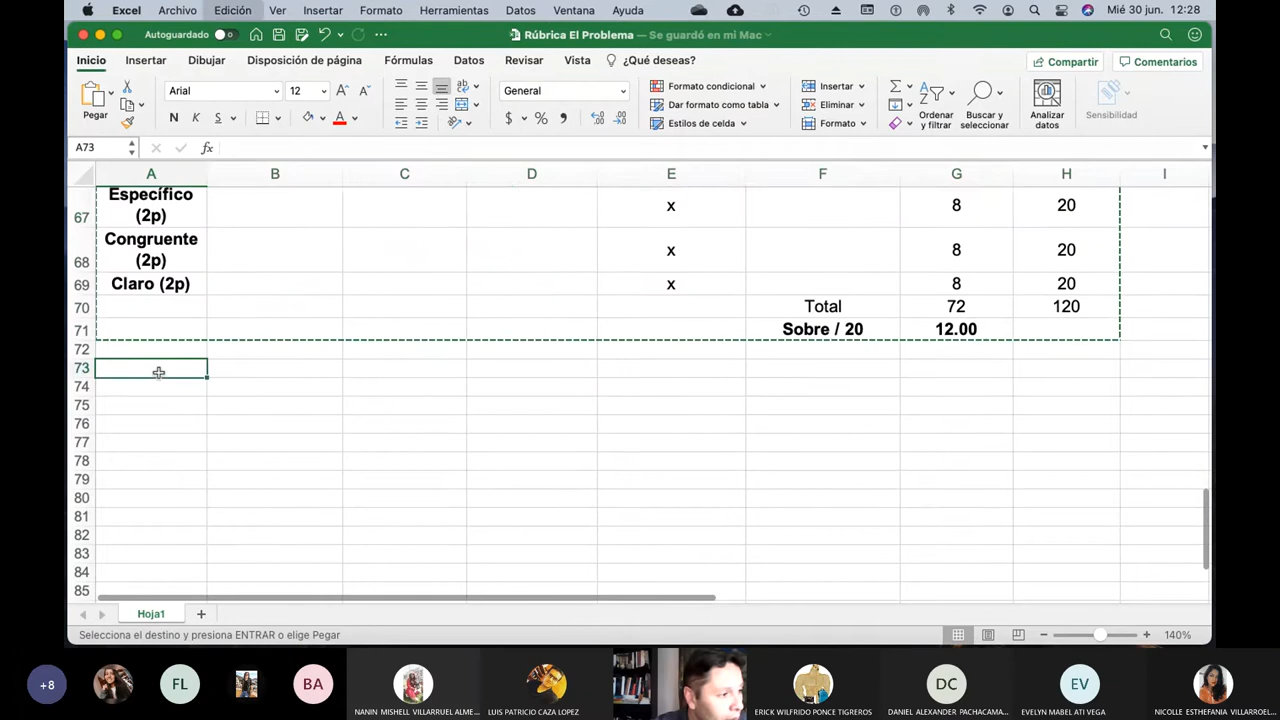 Excel Archivo Edición Ver Insertar Formato Herramientas Datos Ventana Ayuda Mié 30 jun. 12:28
Autoguardado Rúbrica El Problema — Se guardó en mi Mac
Inicio Insertar Dibujar Disposición de página Fórmulas Datos Revisar Vista ¿Qué deseas? Compartir Comentarios
Pegar
Arial 12
N K S A
General
$ % ,
Formato condicional
Dar formato como tabla
Estilos de celda
Insertar
Eliminar
Formato
Ordenar y filtrar
Buscar y seleccionar
Analizar datos
Sensibilidad
A73 fx
A B C D E F G H I
67 Específico (2p) x 8 20
68 Congruente (2p) x 8 20
69 Claro (2p) x 8 20
70 Total 72 120
71 Sobre / 20 12.00
72
73
74
75
76
77
78
79
80
81
82
83
84
85
Hoja1 +
Selecciona el destino y presiona ENTRAR o elige Pegar 140%
+8 FL BA DC EV
NANIN MISHELL VILLARRUEL ALME... LUIS PATRICIO CAZA LOPEZ ERICK WILFRIDO PONCE TIGREROS DANIEL ALEXANDER PACHACAMA... EVELYN MABEL ATI VEGA NICOLE ESTHEFANIA VILLARROEL...